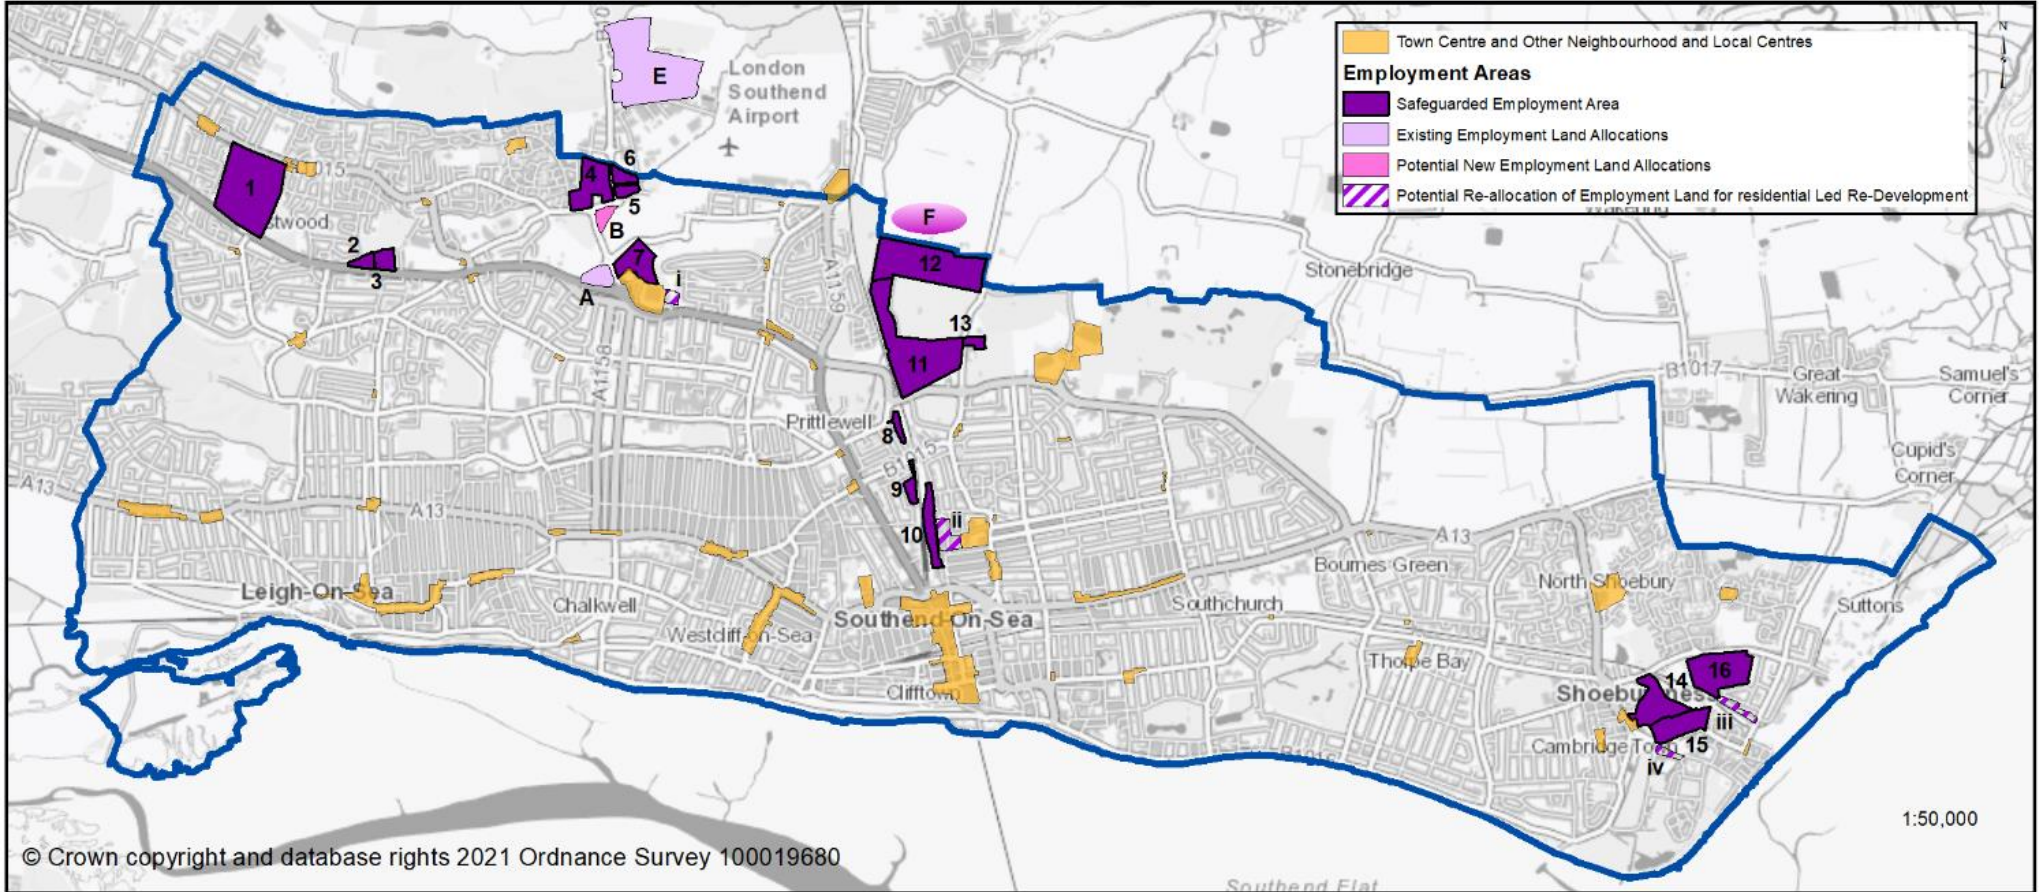 Town Centre and Other Neighbourhood and Local Centres
Employment Areas
Safeguarded Employment Area
Existing Employment Land Allocations
Potential New Employment Land Allocations
Potential Re-allocation of Employment Land for residential Led Re-Development
N
E
London
Southend
Airport
6
4
5
B
1
stwood
2
3
7
A
i
A1159
F
12
13
11
Stonebridge
A1158
B1017
Great
Wakering
Samuel's
Corner
Prittlewell
8
Cupid's
Corner
A13
A13
9
10
ii
A13
Bournes Green
North Shoebury
Leigh-On-Sea
Chalkwell
Southchurch
Suttons
Westcliff-on-Sea
Southend-On-Sea
Thorpe Bay
16
14
Clifftown
iii
Cambridge Town
15
iv
1:50,000
© Crown copyright and database rights 2021 Ordnance Survey 100019680